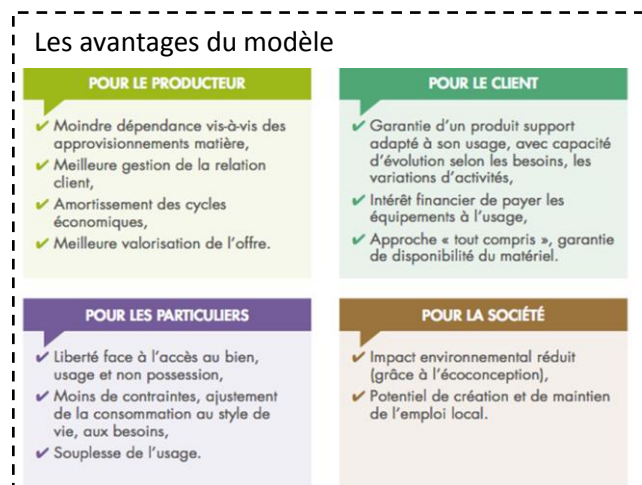 Les avantages du modèle
POUR LE PRODUCTEUR
✔ Moindre dépendance vis-à-vis des
approvisionnements matière,
✔ Meilleure gestion de la relation
client,
✔ Amortissement des cycles
économiques,
✔ Meilleure valorisation de l'offre.
POUR LE CLIENT
✔ Garantie d'un produit support
adapté à son usage, avec capacité
d'évolution selon les besoins, les
variations d'activités,
✔ Intérêt financier de payer les
équipements à l'usage,
✔ Approche « tout compris », garantie
de disponibilité du matériel.
POUR LES PARTICULIERS
✔ Liberté face à l'accès au bien,
usage et non possession,
✔ Moins de contraintes, ajustement
de la consommation au style de
vie, aux besoins,
✔ Souplesse de l'usage.
POUR LA SOCIÉTÉ
✔ Impact environnemental réduit
(grâce à l'écoconception),
✔ Potentiel de création et de maintien
de l'emploi local.